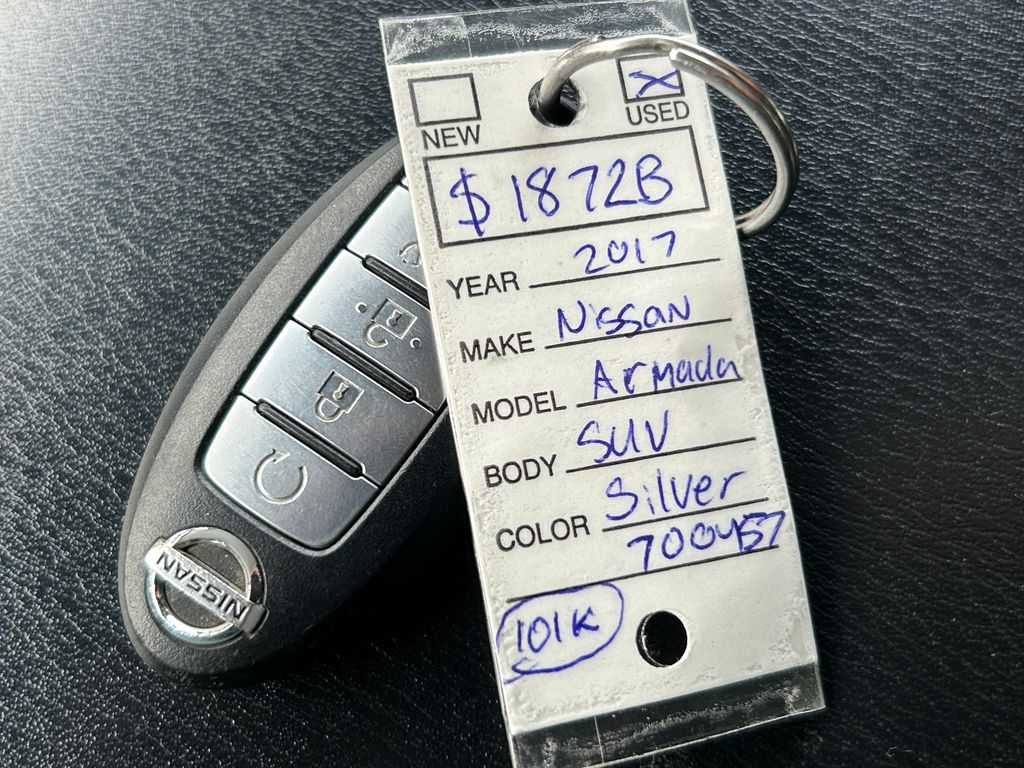 NEW USED
$1872B
YEAR 2017
MAKE Nissan
MODEL Armada
BODY SUV
COLOR Silver
700457
101K
NISSAN